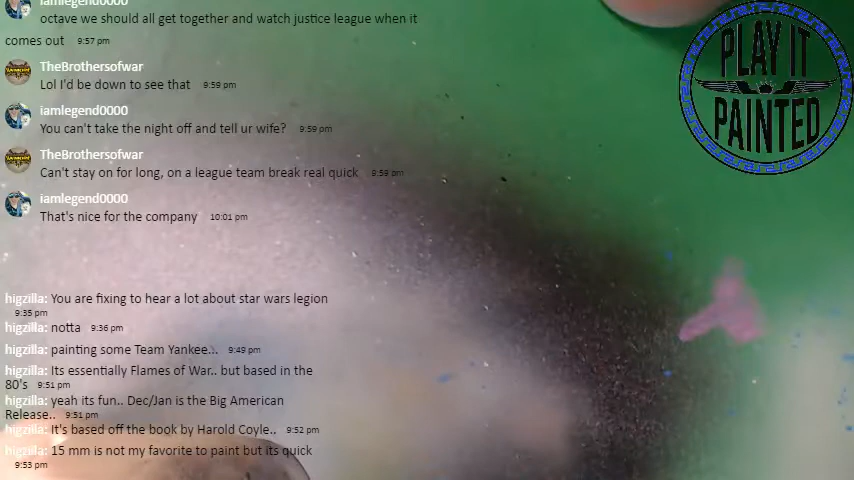 iamlegend0000
octave we should all get together and watch justice league when it
comes out 9:57 pm
TheBrothersofwar
Lol I'd be down to see that 9:59 pm
iamlegend0000
You can't take the night off and tell ur wife? 9:59 pm
TheBrothersofwar
Can't stay on for long, on a league team break real quick 9:59 pm
iamlegend0000
That's nice for the company 10:01 pm
higzilla: You are fixing to hear a lot about star wars legion
9:35 pm
higzilla: notta 9:36 pm
higzilla: painting some Team Yankee... 9:49 pm
higzilla: Its essentially Flames of War.. but based in the
80's 9:51 pm
higzilla: yeah its fun.. Dec/Jan is the Big American
Release.. 9:51 pm
higzilla: It's based off the book by Harold Coyle.. 9:52 pm
higzilla: 15 mm is not my favorite to paint but its quick
9:53 pm
PLAY IT
PAINTED